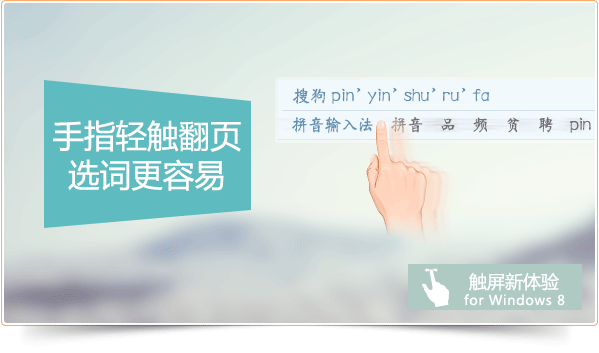 手指轻触翻页
选词更容易
搜狗 pin' yin' shu' ru' fa
拼音输入法 拼音 品 频 贫 聘 pin
触屏新体验
for Windows 8